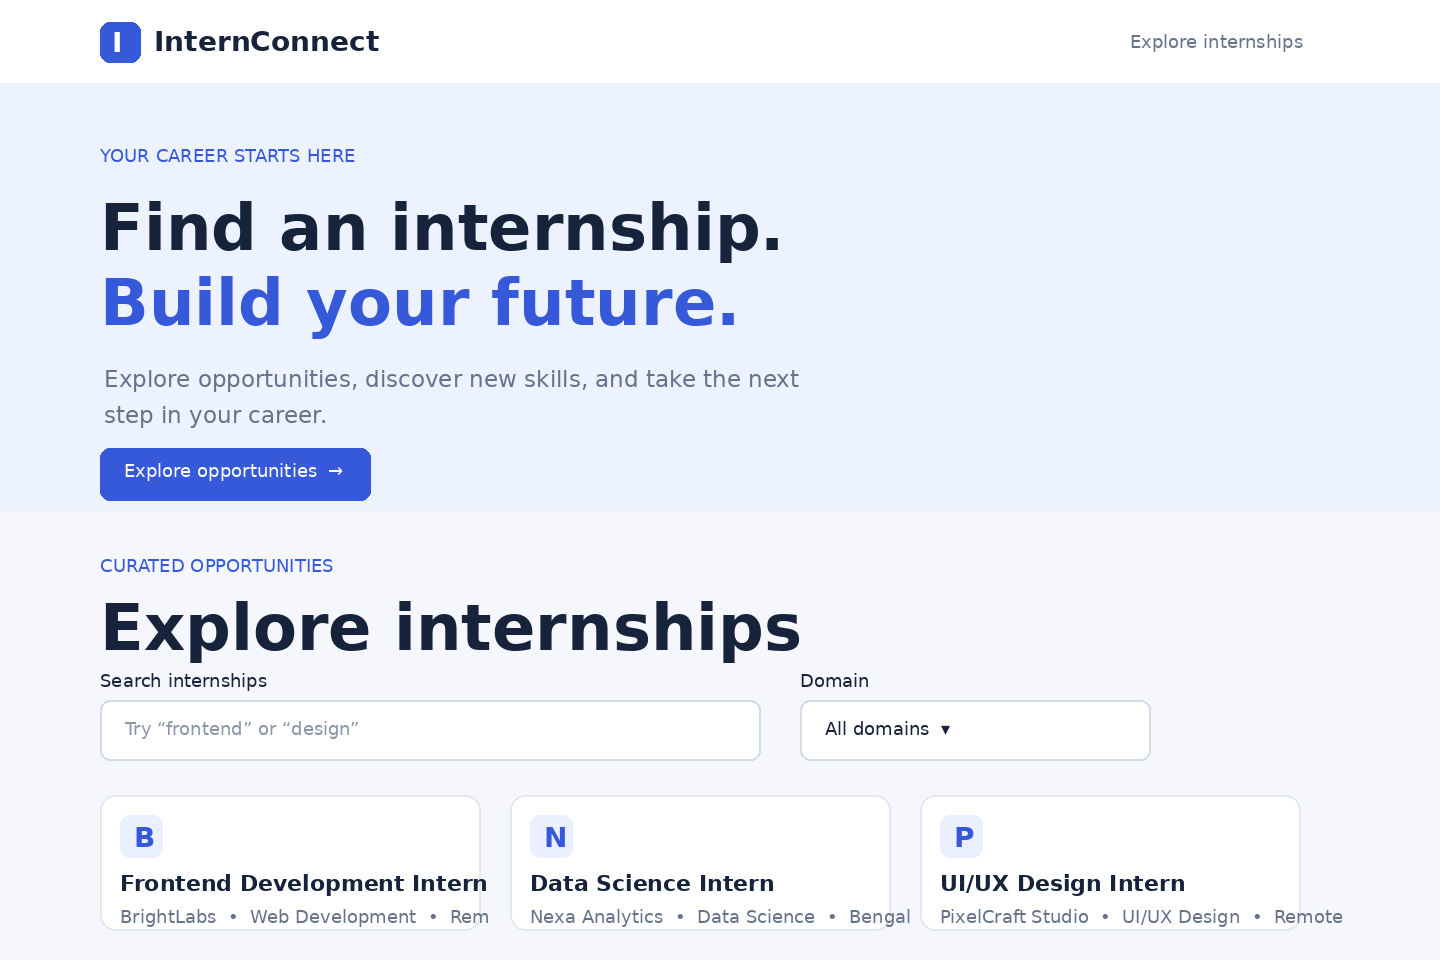 I InternConnect
Explore internships
YOUR CAREER STARTS HERE
Find an internship.
Build your future.
Explore opportunities, discover new skills, and take the next
step in your career.
Explore opportunities →
CURATED OPPORTUNITIES
Explore internships
Search internships
Domain
Try “frontend” or “design”
All domains ▾
B
Frontend Development Intern
BrightLabs • Web Development • Rem
N
Data Science Intern
Nexa Analytics • Data Science • Bengal
P
UI/UX Design Intern
PixelCraft Studio • UI/UX Design • Remote